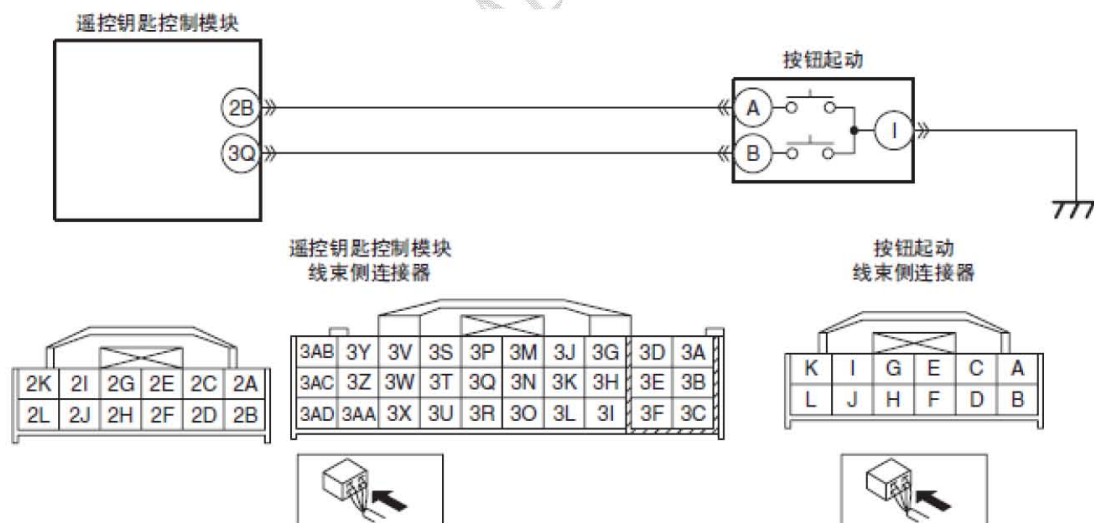 遥控钥匙控制模块
按钮起动
2B
A
I
3Q
B
遥控钥匙控制模块
线束侧连接器
按钮起动
线束侧连接器
2K 2I 2G 2E 2C 2A
2L 2J 2H 2F 2D 2B
3AB 3Y 3V 3S 3P 3M 3J 3G 3D 3A
3AC 3Z 3W 3T 3Q 3N 3K 3H 3E 3B
3AD 3AA 3X 3U 3R 3O 3L 3I 3F 3C
K I G E C A
L J H F D B